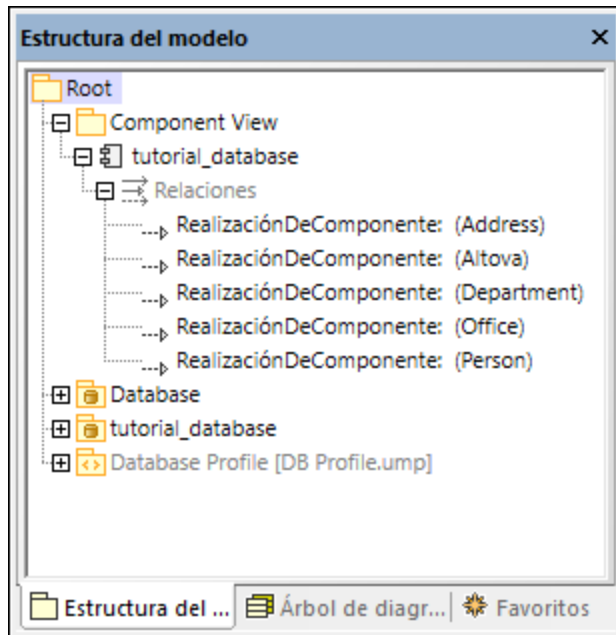 Estructura del modelo
Root
Component View
tutorial_database
Relaciones
RealizaciónDeComponente: (Address)
RealizaciónDeComponente: (Altova)
RealizaciónDeComponente: (Department)
RealizaciónDeComponente: (Office)
RealizaciónDeComponente: (Person)
Database
tutorial_database
Database Profile [DB Profile.ump]
Estructura del ... Árbol de diagr... Favoritos